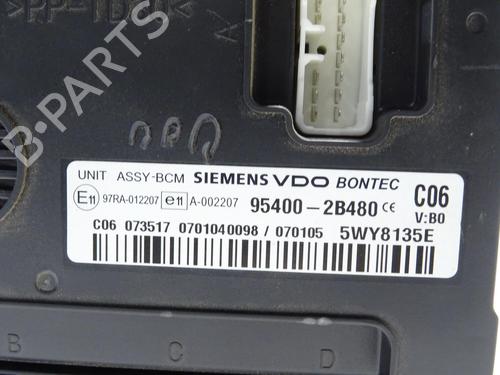 A
UNIT ASSY-BCM SIEMENS VDO BONTEC C06
E11 97RA-012207 e11 A-002207 95400-2B480 CE V:B0
C06 073517 0701040098 / 070105 5WY8135E
B C D
B-PARTS